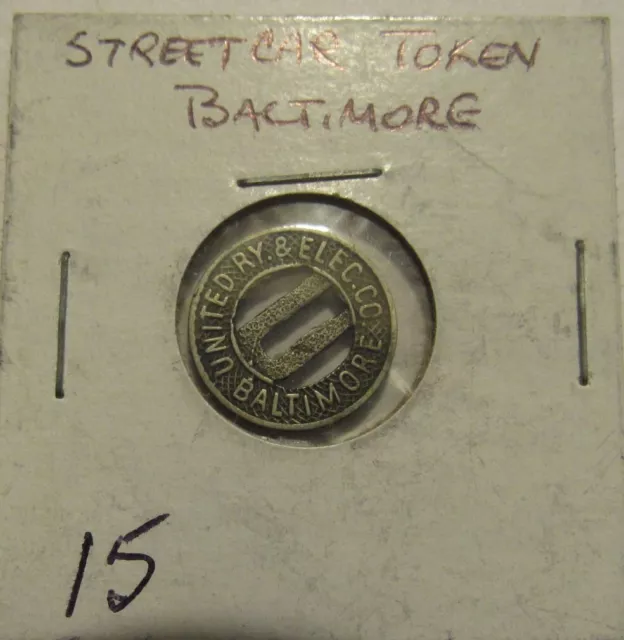 STREETCAR TOKEN
BALTIMORE
UNITED RY. & ELEC. CO.
U
BALTIMORE
15